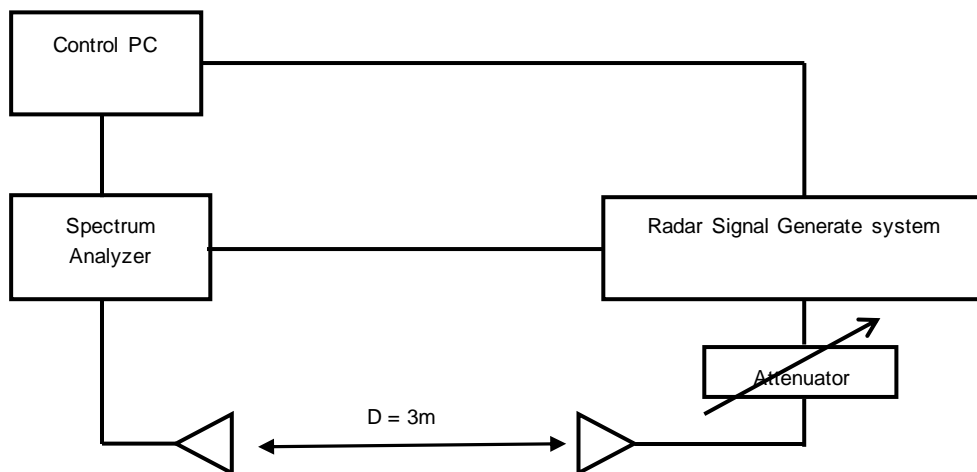 Control PC
Spectrum
Analyzer
Radar Signal Generate system
Attenuator
D = 3m